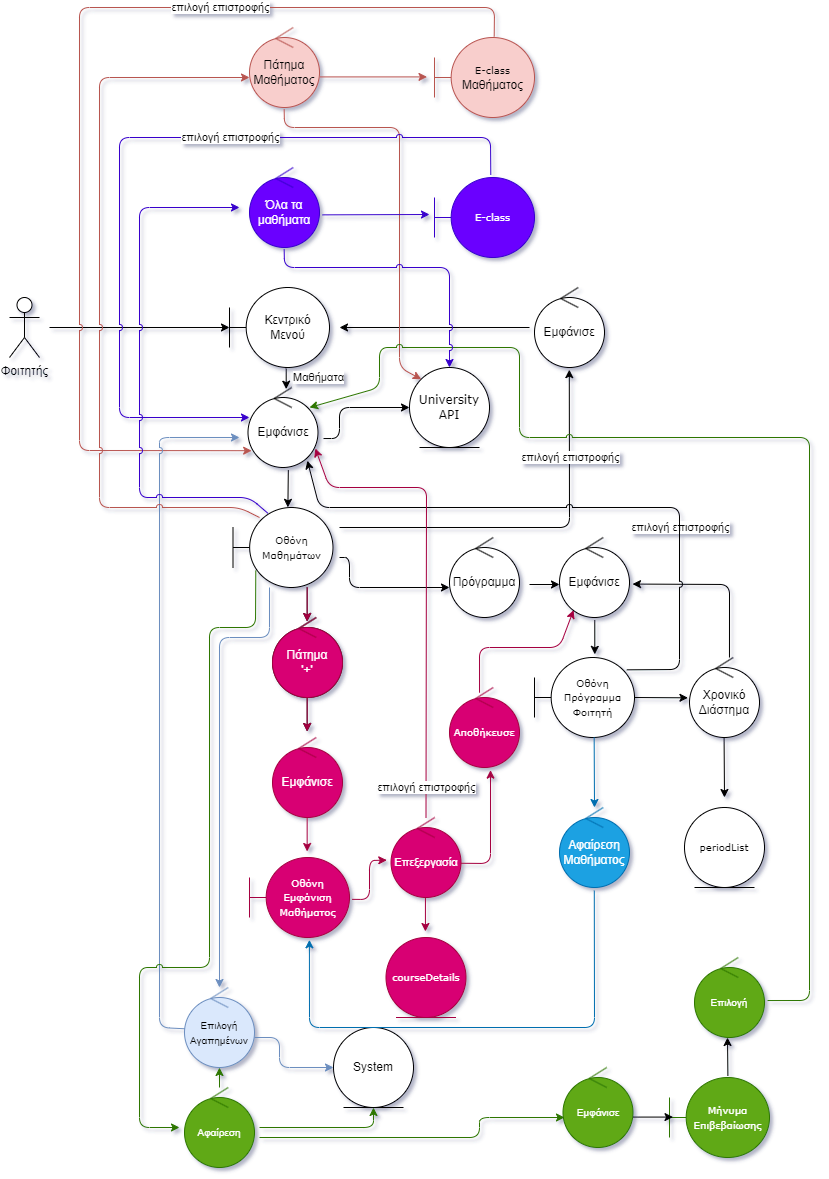 επιλογή επιστροφής
Πάτημα
Μαθήματος
E-class
Μαθήματος
επιλογή επιστροφής
Όλα τα
μαθήματα
E-class
Φοιτητής
Κεντρικό
Μενού
Εμφάνισε
Μαθήματα
Εμφάνισε
University
API
επιλογή επιστροφής
επιλογή επιστροφής
Οθόνη
Μαθημάτων
Πρόγραμμα
Εμφάνισε
Πάτημα
'+'
Οθόνη
Πρόγραμμα
Φοιτητή
Χρονικό
Διάστημα
Αποθήκευσε
Εμφάνισε
επιλογή επιστροφής
Αφαίρεση
Μαθήματος
periodList
Επεξεργασία
Οθόνη
Εμφάνιση
Μαθήματος
courseDetails
Επιλογή
Επιλογή
Αγαπημένων
System
Αφαίρεση
Εμφάνισε
Μήνυμα
Επιβεβαίωσης